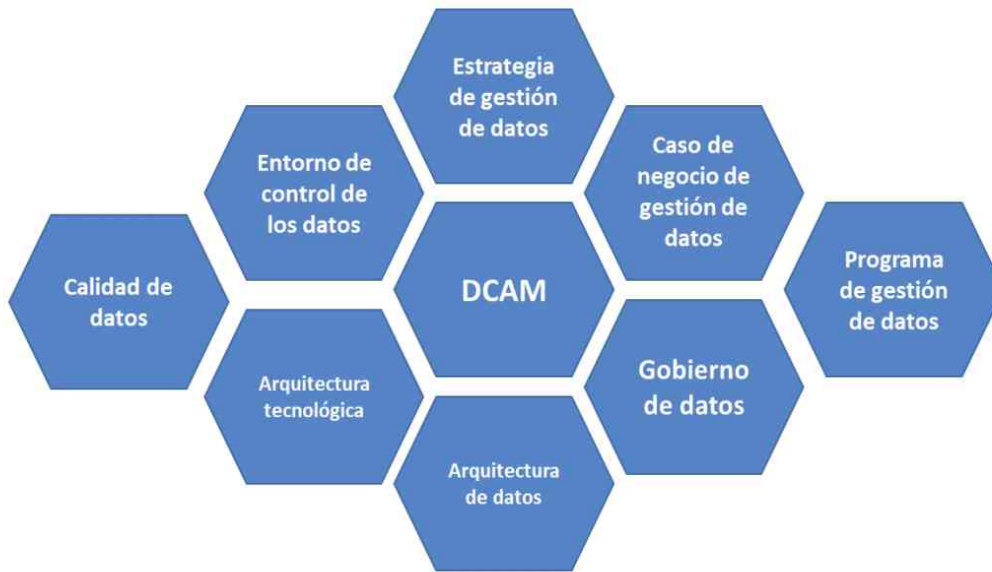 Estrategia
de gestión
de datos
Entorno de
control de
los datos
Caso de
negocio de
gestión de
datos
Calidad de
datos
DCAM
Programa
de gestión
de datos
Arquitectura
tecnológica
Gobierno
de datos
Arquitectura
de datos